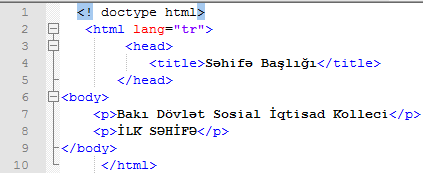 1 <! doctype html>
2 <html lang="tr">
3 <head>
4 <title>Səhifə Başlığı</title>
5 </head>
6 <body>
7 <p>Bakı Dövlət Sosial İqtisad Kolleci</p>
8 <p>İLK SƏHİFƏ</p>
9 </body>
10 </html>